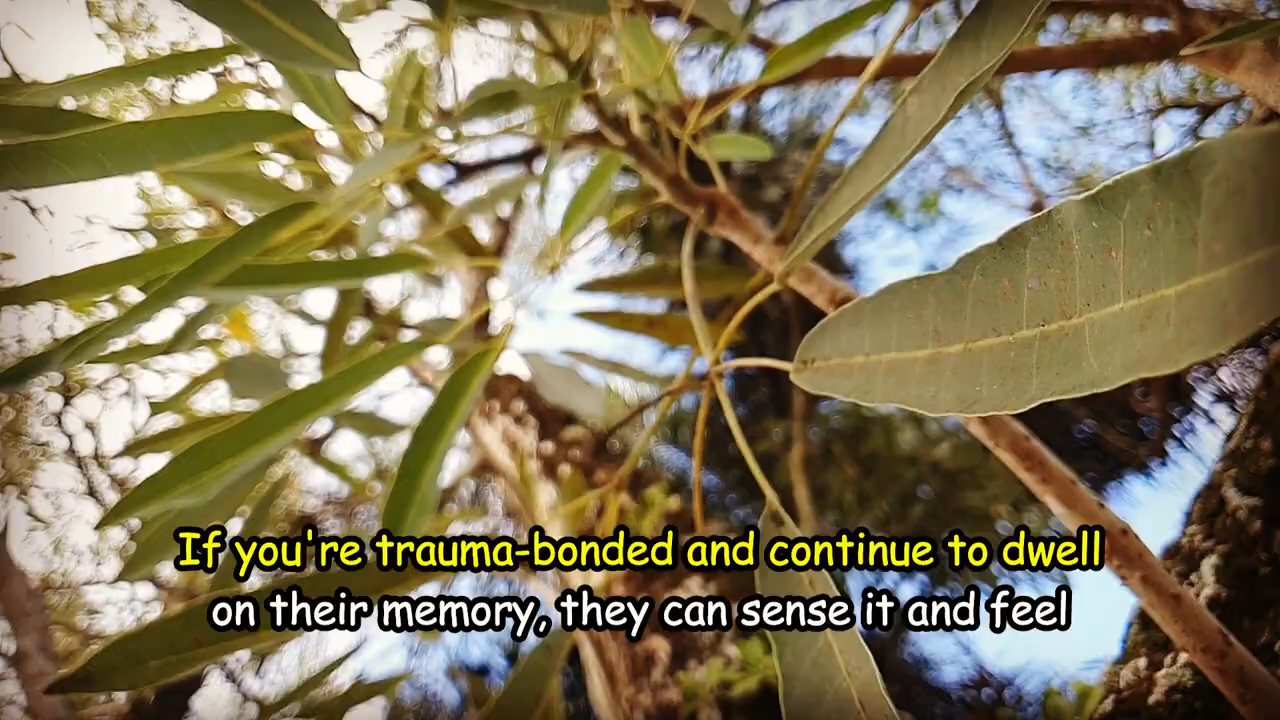 If you're trauma-bonded and continue to dwell
on their memory, they can sense it and feel